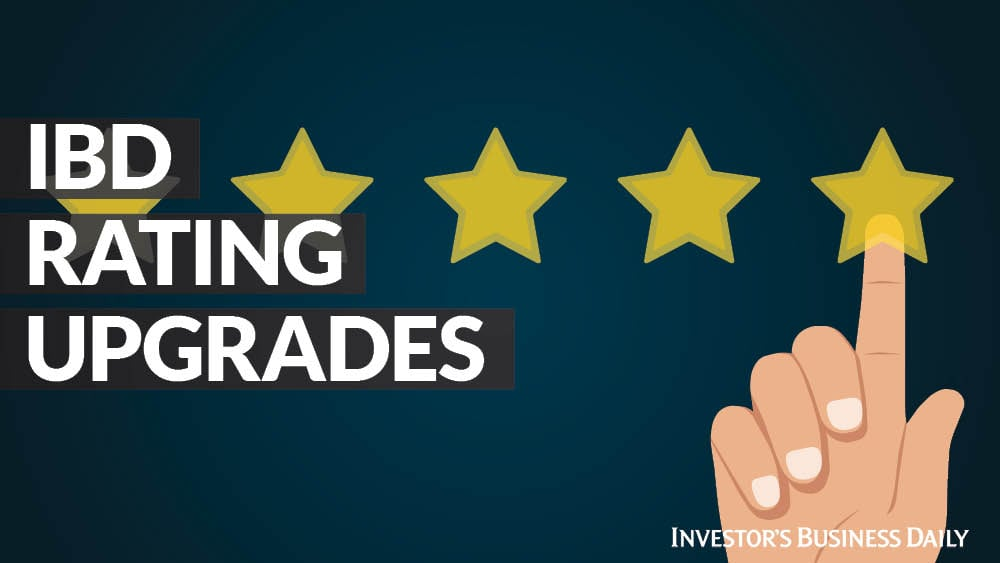 IBD
RATING
UPGRADES
INVESTOR'S BUSINESS DAILY